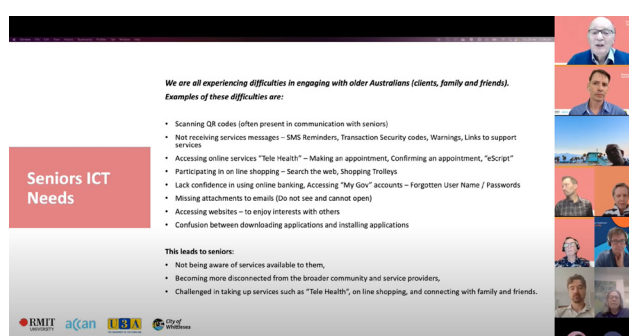 We are all experiencing difficulties in engaging with older Australians (clients, family and friends).
Examples of these difficulties are:
• Scanning QR codes (often present in communication with seniors)
• Not receiving services messages – SMS Reminders, Transaction Security codes, Warnings, Links to support
services
• Accessing online services "Tele Health" – Making an appointment, Confirming an appointment, "eScript"
• Participating in on line shopping – Search the web, Shopping Trolleys
• Lack confidence in using online banking, Accessing "My Gov" accounts – Forgotten User Name / Passwords
• Missing attachments to emails (Do not see and cannot open)
• Accessing websites – to enjoy interests with others
• Confusion between downloading applications and installing applications
Seniors ICT
Needs
This leads to seniors:
• Not being aware of services available to them,
• Becoming more disconnected from the broader community and service providers,
• Challenged in taking up services such as "Tele Health", on line shopping, and connecting with family and friends.
RMIT
UNIVERSITY
accan
U3A
City of
Whittlesea